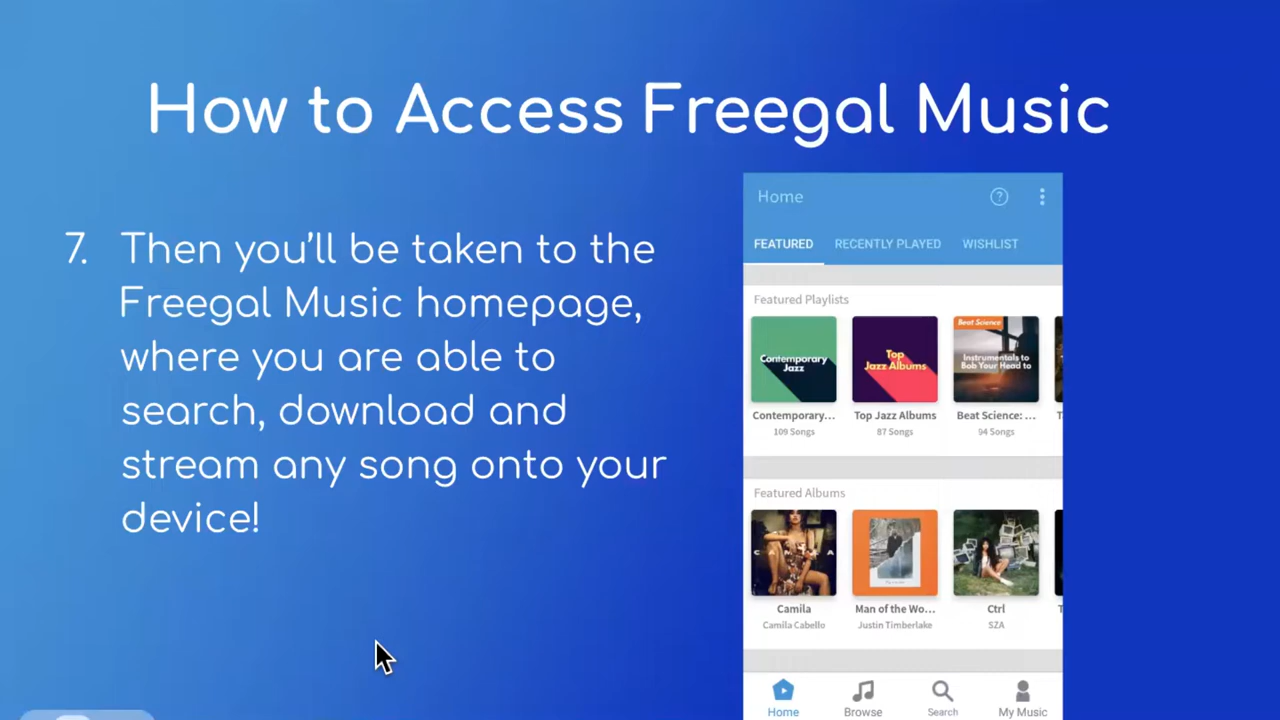 How to Access Freegal Music
7. Then you'll be taken to the
Freegal Music homepage,
where you are able to
search, download and
stream any song onto your
device!
Home
FEATURED RECENTLY PLAYED WISHLIST
Featured Playlists
Beat Science
Contemporary
Jazz
Top
Jazz Albums
Instrumentals to
Bob Your Head to
Contemporary... Top Jazz Albums Beat Science: ...
109 Songs 87 Songs 94 Songs
Featured Albums
CAMILA
Camila Man of the Wo... Ctrl
Camila Cabello Justin Timberlake SZA
Home Browse Search My Music